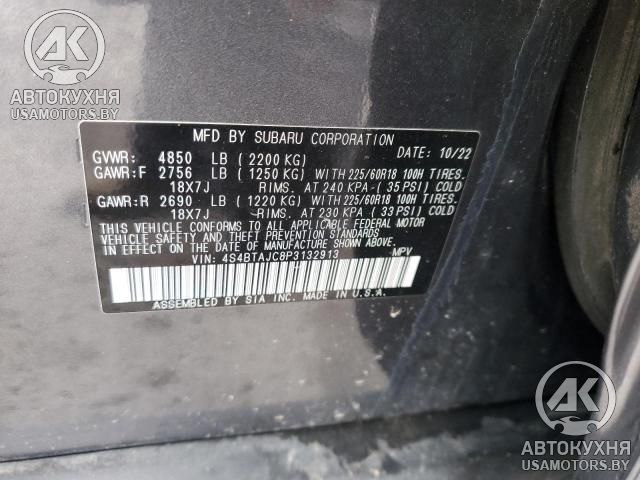 AK
АВТОКУХНЯ
USAMOTORS.BY
MFD BY SUBARU CORPORATION
GVWR: 4850 LB (2200 KG) DATE: 10/22
GAWR:F 2756 LB (1250 KG) WITH 225/60R18 100H TIRES.
18X7J RIMS. AT 240 KPA-(35 PSI) COLD
GAWR:R 2690 LB (1220 KG) WITH 225/60R18 100H TIRES.
18X7J RIMS. AT 230 KPA (33 PSI) COLD
THIS VEHICLE CONFORMS TO ALL APPLICABLE FEDERAL MOTOR
VEHICLE SAFETY, BUMPER, AND THEFT PREVENTION STANDARDS
IN EFFECT ON THE DATE OF MANUFACTURE SHOWN ABOVE.
VIN: 4S4BTAJC8P3132913 MPV
ASSEMBLED BY SIA INC. MADE IN U.S.A.
AK
АВТОКУХНЯ
USAMOTORS.BY